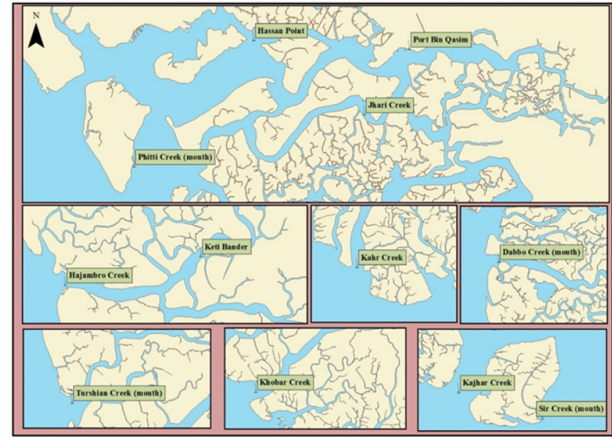 N
Hassan Point
Port Bin Qasim
Jhari Creek
Phitti Creek (mouth)
Keti Bander
Hajambro Creek
Kahr Creek
Dabbo Creek (mouth)
Turshian Creek (mouth)
Khobar Creek
Kajhar Creek
Sir Creek (mouth)